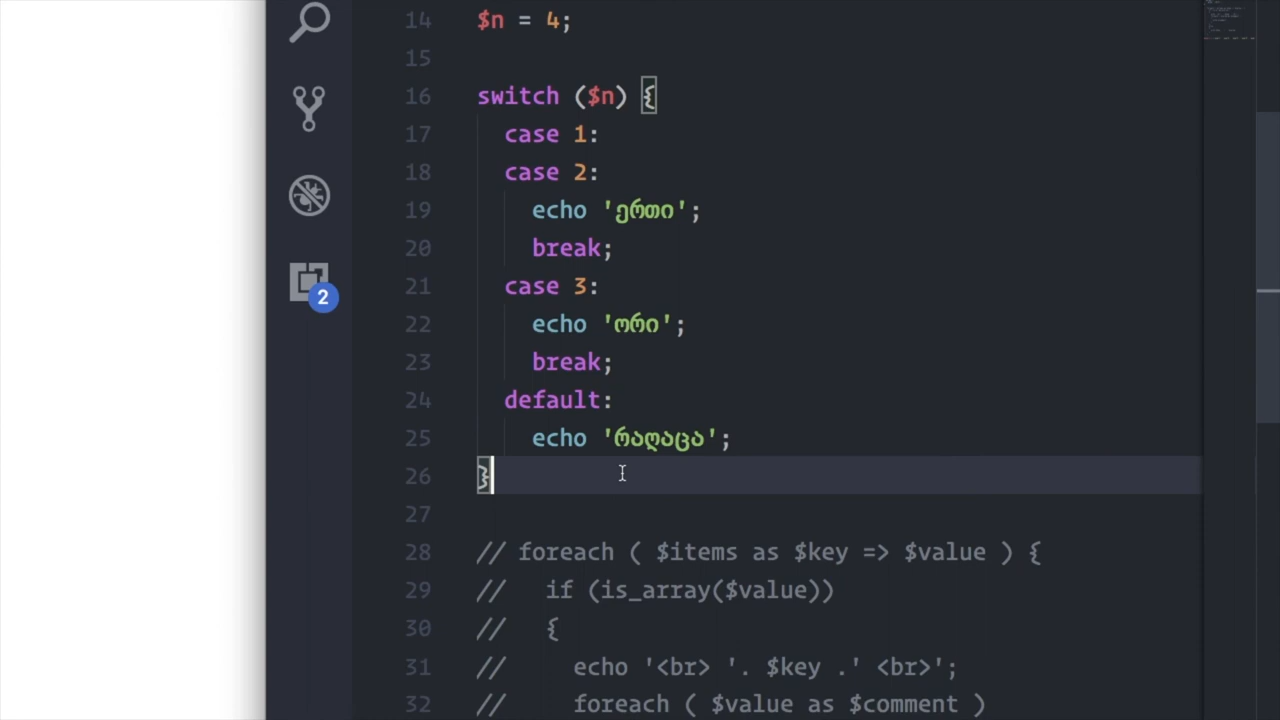 14 $n = 4;
15
16 switch ($n) {
17 case 1:
18 case 2:
19 echo 'ერთი';
20 break;
21 case 3:
22 echo 'ორი';
23 break;
24 default:
25 echo 'რაღაცა';
26 }
27
28 // foreach ( $items as $key => $value ) {
29 // if (is_array($value))
30 // {
31 // echo '<br> '. $key .' <br>';
32 // foreach ( $value as $comment )
2